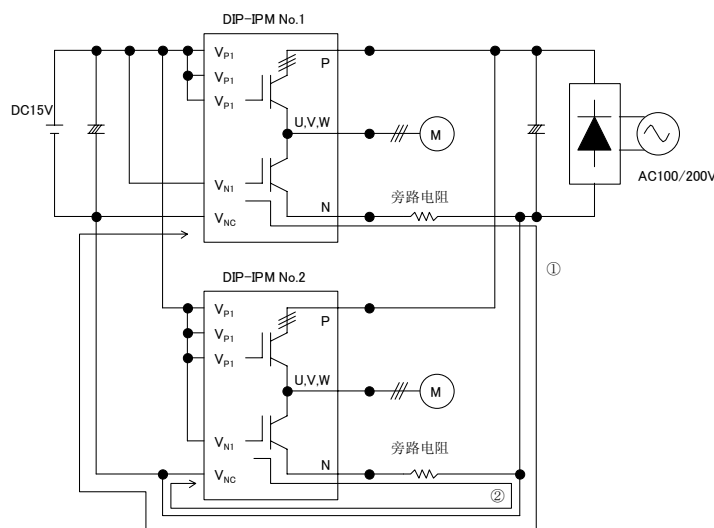 DIP-IPM No.1
VP1
P
VP1
VP1
DC15V
U,V,W
M
AC100/200V
VN1
旁路电阻
N
VNC
①
DIP-IPM No.2
VP1
P
VP1
VP1
U,V,W
M
VN1
旁路电阻
N
VNC
②